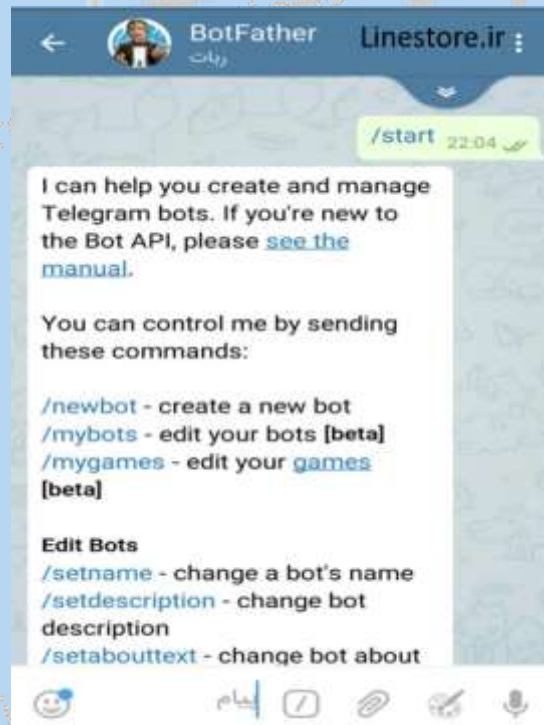 BotFather
Linestore.ir
ربات
/start 22:04
I can help you create and manage
Telegram bots. If you're new to
the Bot API, please see the
manual.
You can control me by sending
these commands:
/newbot - create a new bot
/mybots - edit your bots [beta]
/mygames - edit your games
[beta]
Edit Bots
/setname - change a bot's name
/setdescription - change bot
description
/setabouttext - change bot about
پیام